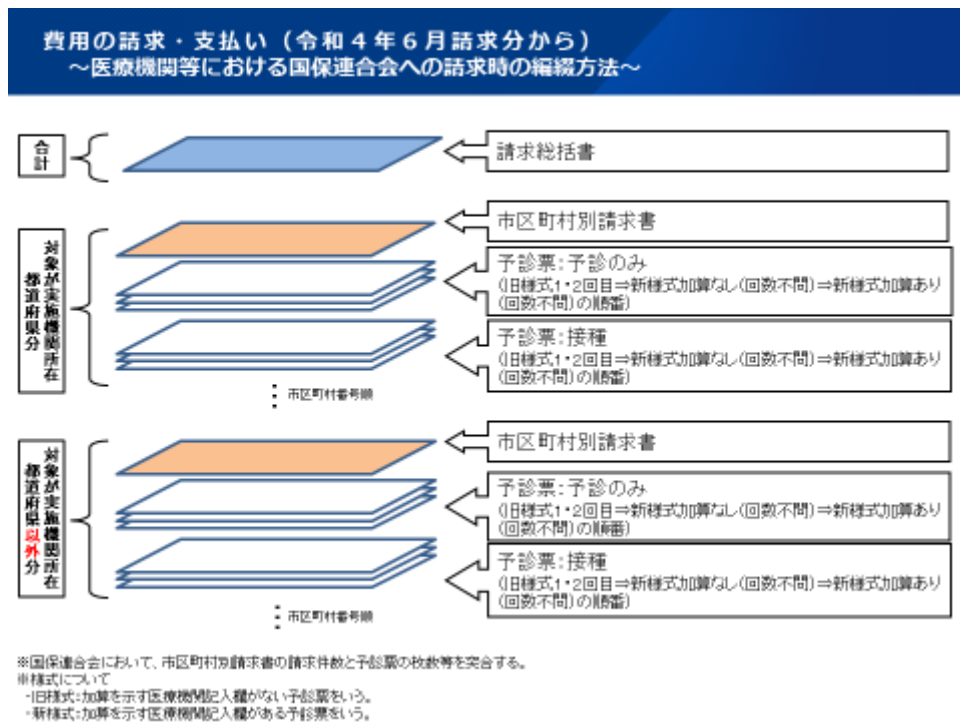 費用の請求・支払い（令和４年６月請求分から）
～医療機関等における国保連合会への請求時の編綴方法～
合計
請求総括書
対象が実施機関所在
都道府県分
市区町村別請求書
予診票：予診のみ
（旧様式1・2回目⇒新様式加算なし（回数不問）⇒新様式加算あり
（回数不問）の順番）
予診票：接種
（旧様式1・2回目⇒新様式加算なし（回数不問）⇒新様式加算あり
（回数不問）の順番）
市区町村番号順
対象が実施機関所在
都道府県以外分
市区町村別請求書
予診票：予診のみ
（旧様式1・2回目⇒新様式加算なし（回数不問）⇒新様式加算あり
（回数不問）の順番）
予診票：接種
（旧様式1・2回目⇒新様式加算なし（回数不問）⇒新様式加算あり
（回数不問）の順番）
市区町村番号順
※国保連合会において、市区町村別請求書の請求件数と予診票の枚数等を突合する。
※様式について
・旧様式：加算を示す医療機関記入欄がない予診票をいう。
・新様式：加算を示す医療機関記入欄がある予診票をいう。